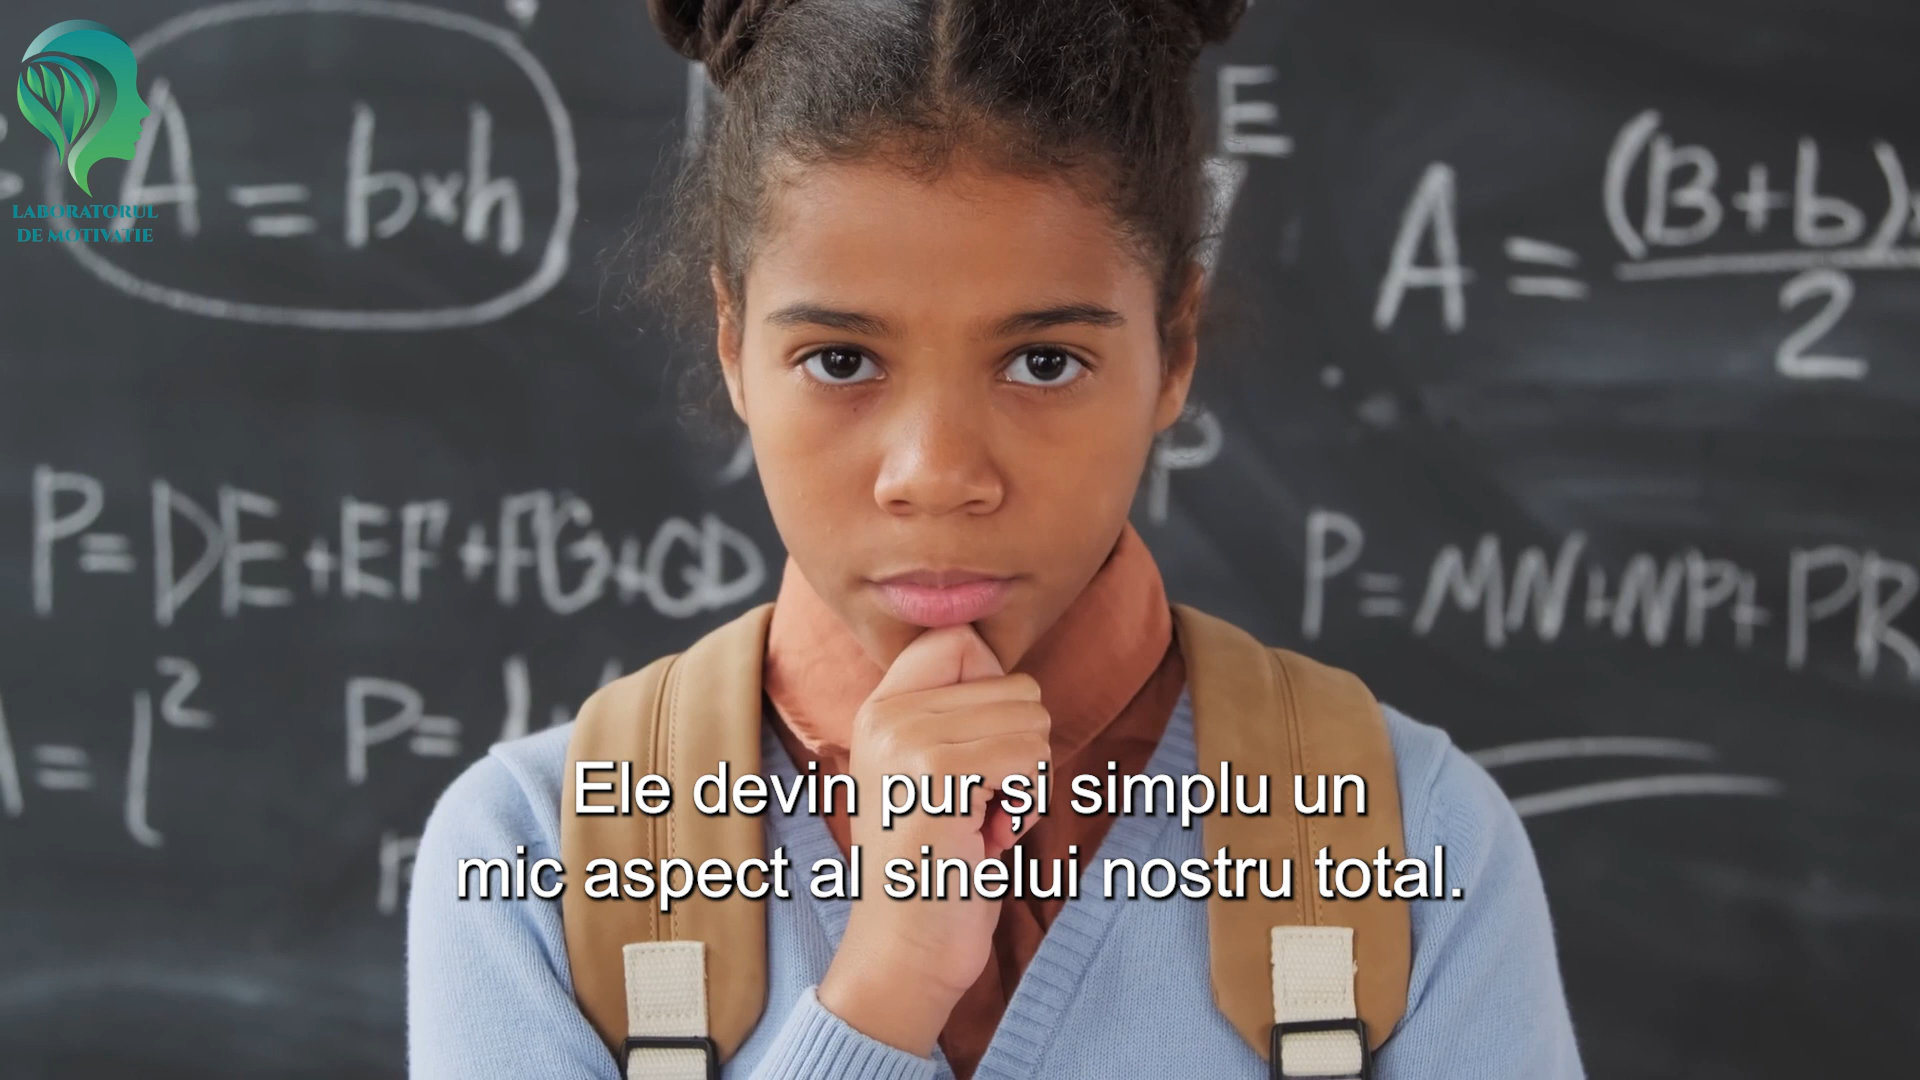 LABORATORUL
DE MOTIVATIE
A = b×h
E
A = (B+b)
2
P=DE+EF+FG+GD
P=MN+NP+PR
= l²
P=
Ele devin pur și simplu un
mic aspect al sinelui nostru total.